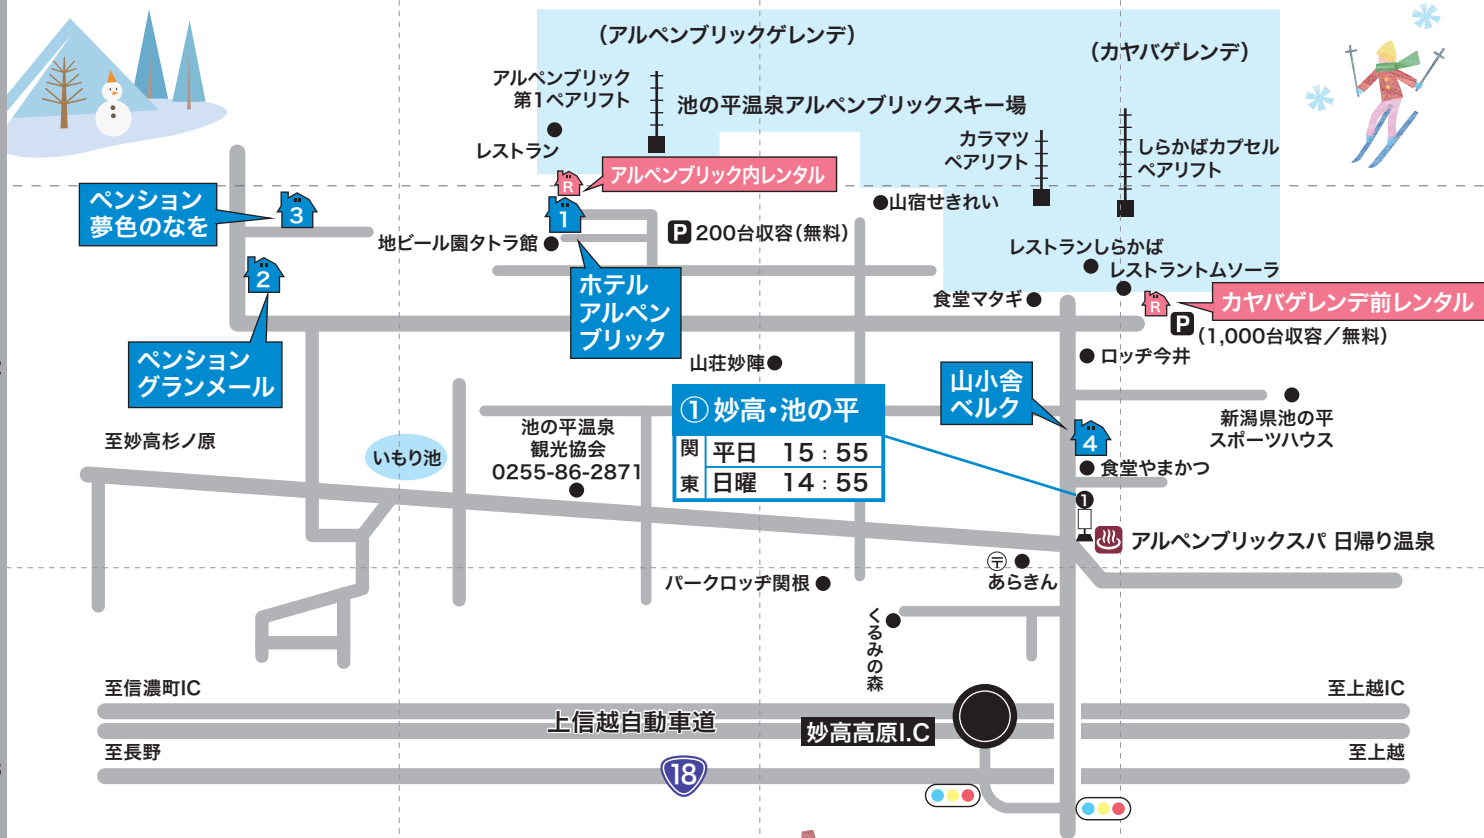 (アルペンブリックゲレンデ)
(カヤバゲレンデ)
アルペンブリック
第1ペアリフト
池の平温泉アルペンブリックスキー場
レストラン
カラマツ
ペアリフト
しらかばカプセル
ペアリフト
R
アルペンブリック内レンタル
ペンション
夢色のなを
3
1
山宿せきれい
地ビール園タトラ館
P 200台収容(無料)
2
ホテル
アルペン
ブリック
レストランしらかば
レストラントムソーラ
食堂マタギ
R
カヤバゲレンデ前レンタル
P
(1,000台収容/無料)
ペンション
グランメール
山荘妙陣
ロッヂ今井
山小舎
ベルク
①妙高・池の平
関東
平日 15:55
日曜 14:55
新潟県池の平
スポーツハウス
至妙高杉ノ原
いもり池
池の平温泉
観光協会
0255-86-2871
4
食堂やまかつ
❶
アルペンブリックスパ 日帰り温泉
〒
あらきん
パークロッヂ関根
くるみの森
至信濃町IC
至上越IC
上信越自動車道
妙高高原I.C
至長野
至上越
18